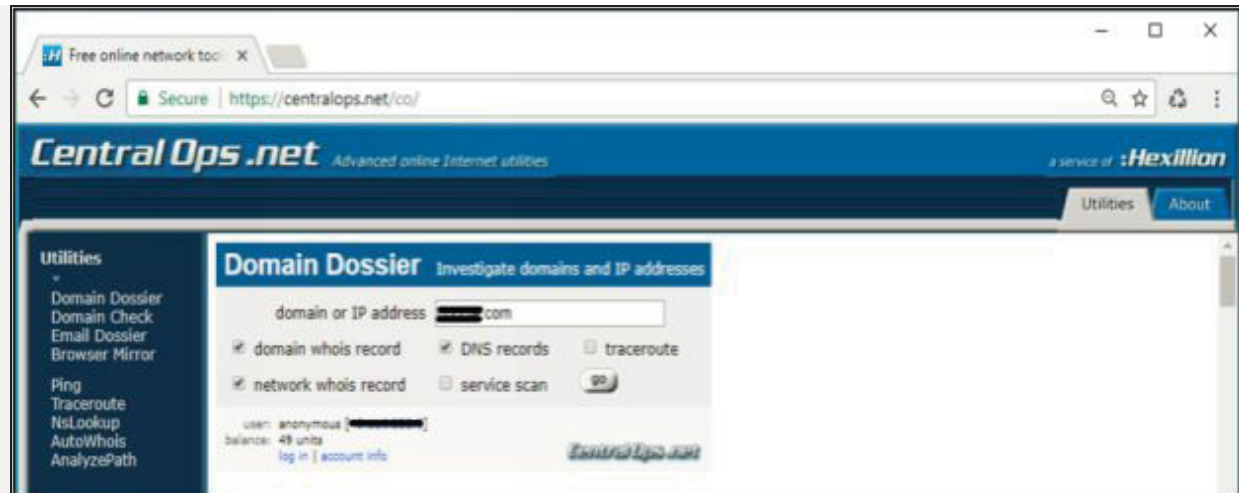 Free online network too
Secure | https://centralops.net/co/
Central Ops.net Advanced online Internet utilities
a service of :Hexillion
Utilities About
Utilities
Domain Dossier
Domain Check
Email Dossier
Browser Mirror
Ping
Traceroute
NsLookup
AutoWhois
AnalyzePath
Domain Dossier Investigate domains and IP addresses
domain or IP address com
domain whois record DNS records traceroute
network whois record service scan go
user: anonymous [ ]
balance: 49 units
log in | account info
CentralOps.net